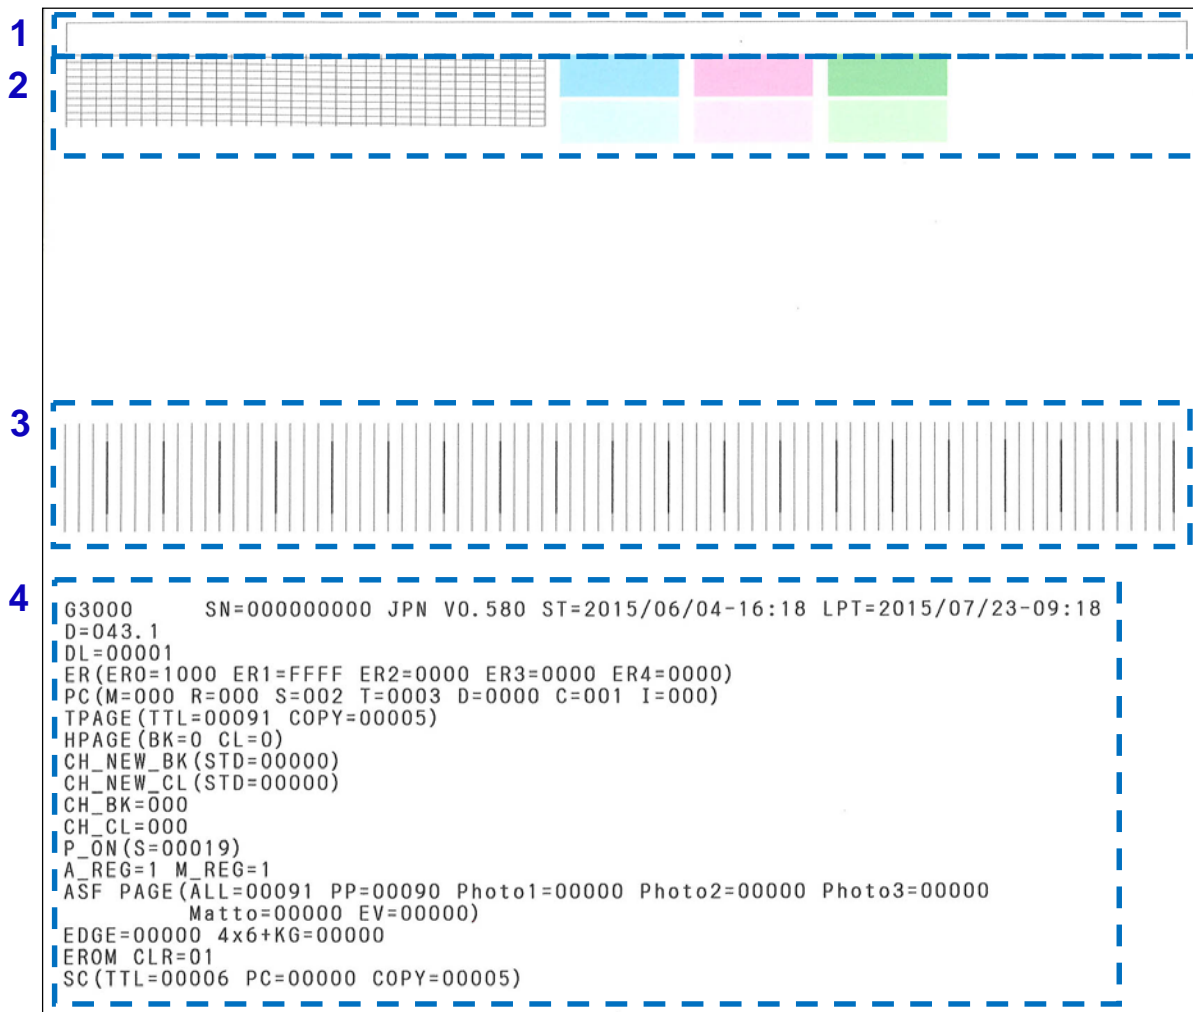 1
2
3
4
G3000 SN=000000000 JPN V0.580 ST=2015/06/04-16:18 LPT=2015/07/23-09:18
D=043.1
DL=00001
ER(ER0=1000 ER1=FFFF ER2=0000 ER3=0000 ER4=0000)
PC(M=000 R=000 S=002 T=0003 D=0000 C=001 I=000)
TPAGE(TTL=00091 COPY=00005)
HPAGE(BK=0 CL=0)
CH_NEW_BK(STD=00000)
CH_NEW_CL(STD=00000)
CH_BK=000
CH_CL=000
P_ON(S=00019)
A_REG=1 M_REG=1
ASF PAGE(ALL=00091 PP=00090 Photo1=00000 Photo2=00000 Photo3=00000
Matto=00000 EV=00000)
EDGE=00000 4x6+KG=00000
EROM CLR=01
SC(TTL=00006 PC=00000 COPY=00005)